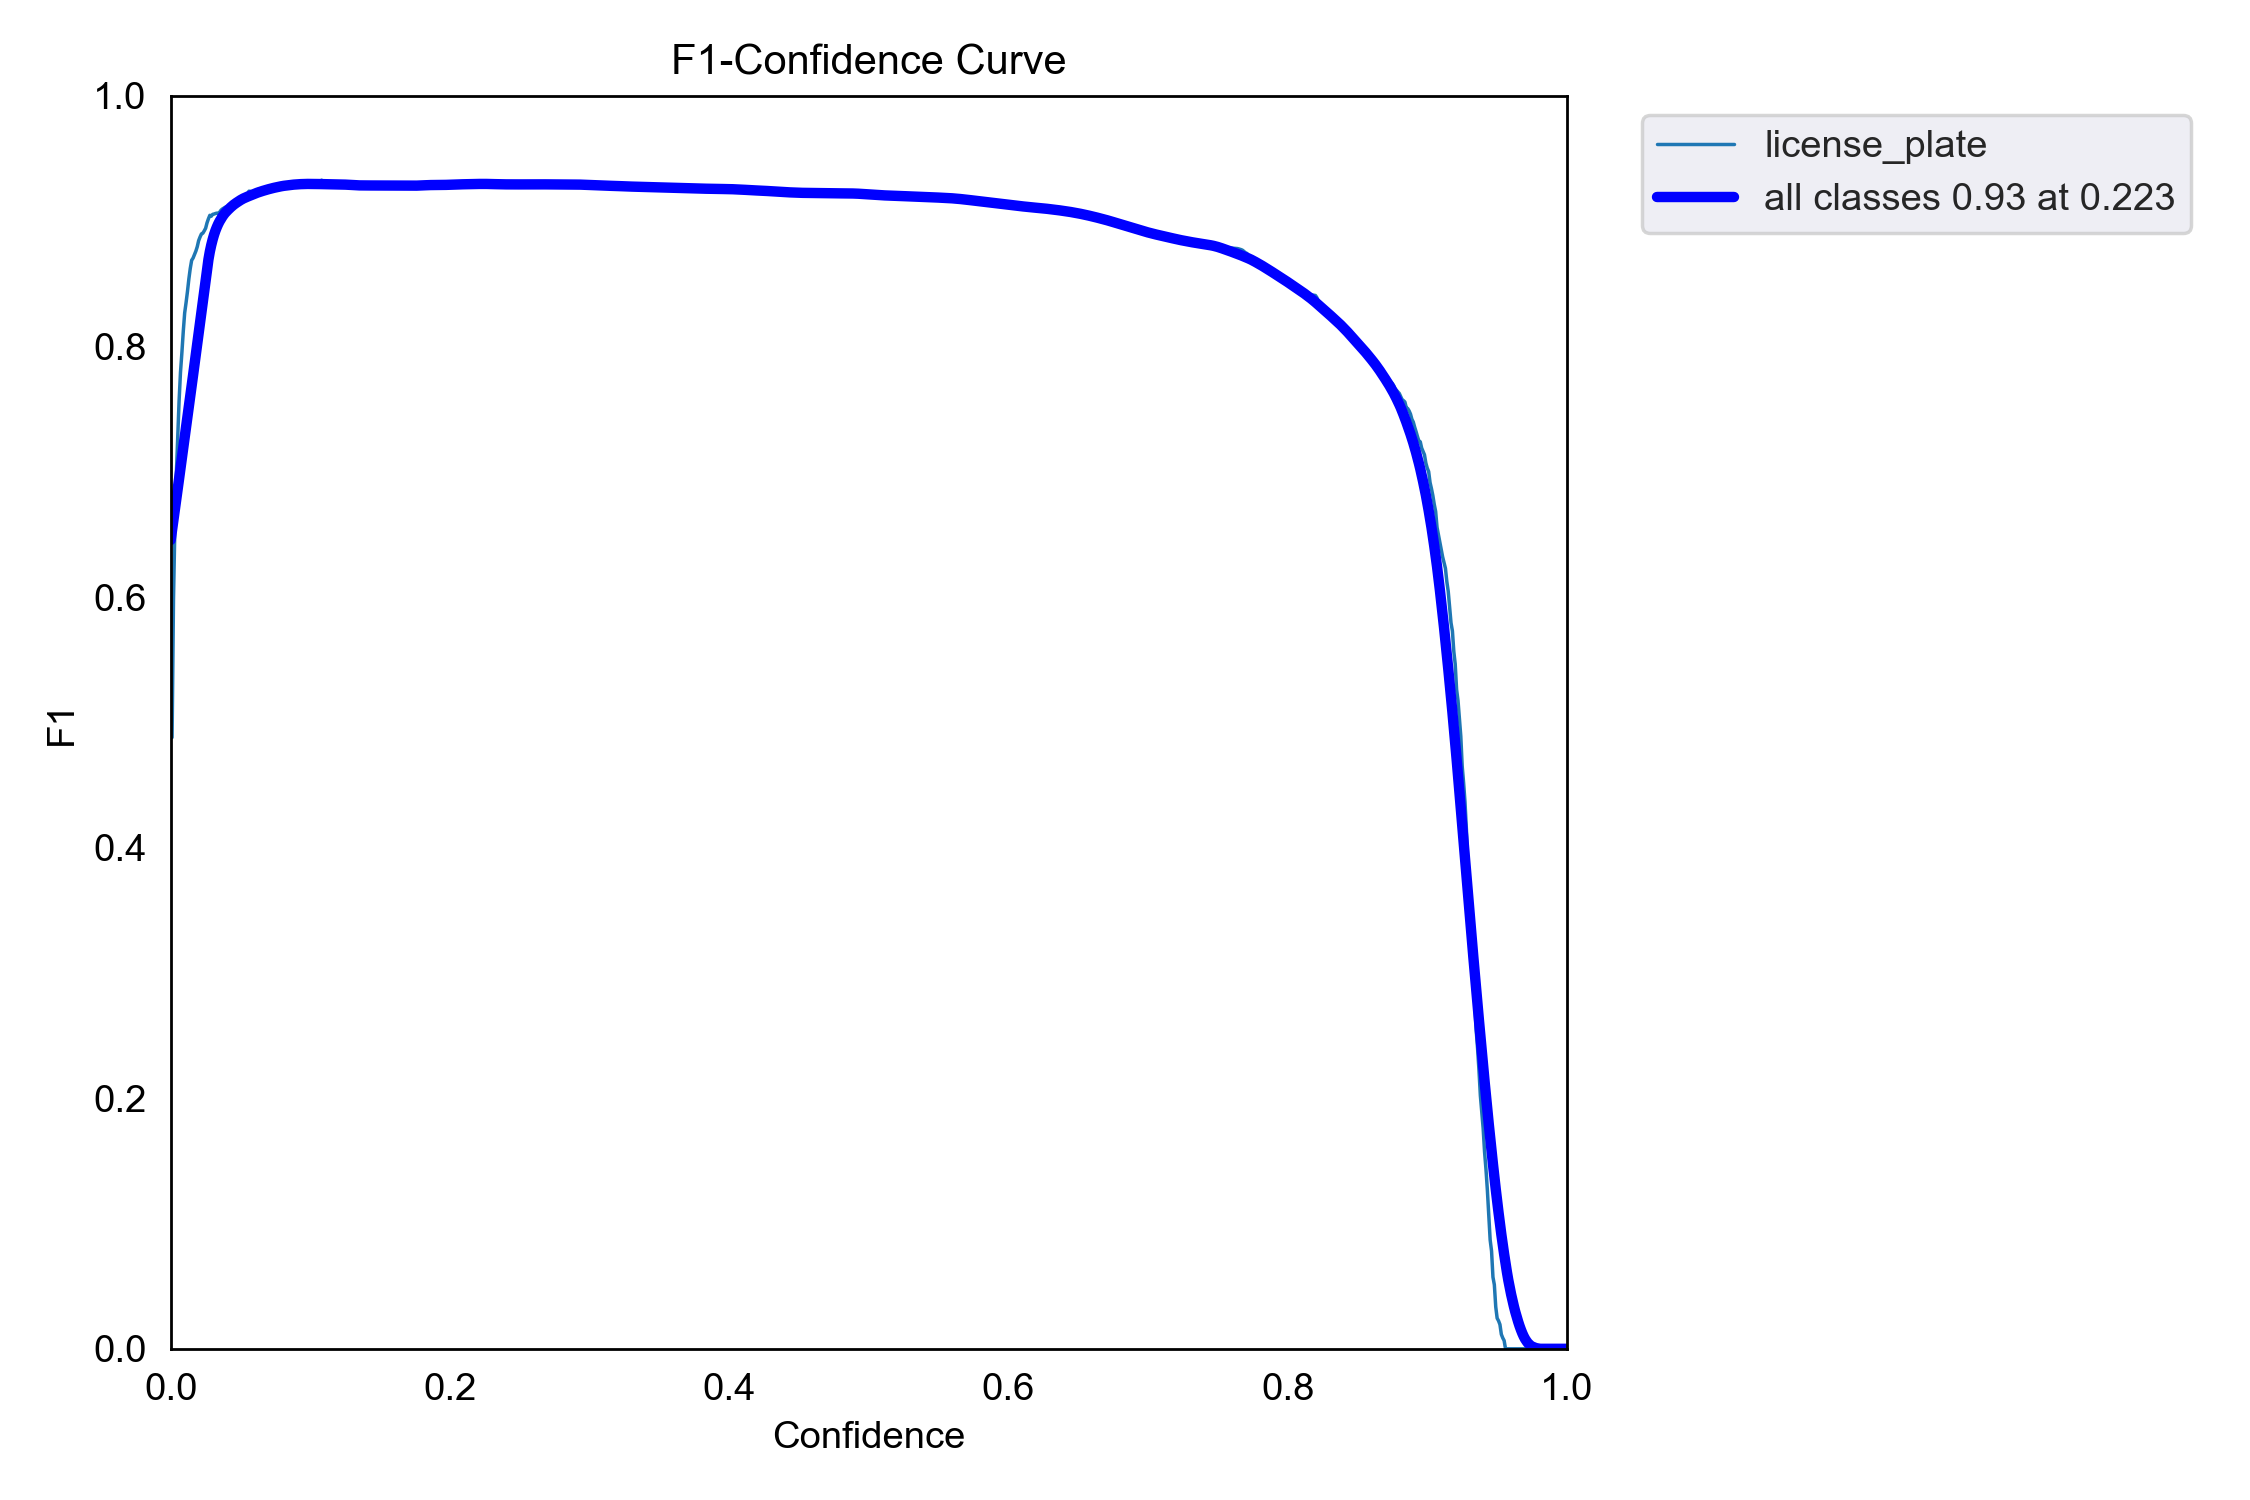 F1-Confidence Curve
license_plate
all classes 0.93 at 0.223
1.0
0.8
0.6
0.4
0.2
0.0
F1
0.0 0.2 0.4 0.6 0.8 1.0
Confidence